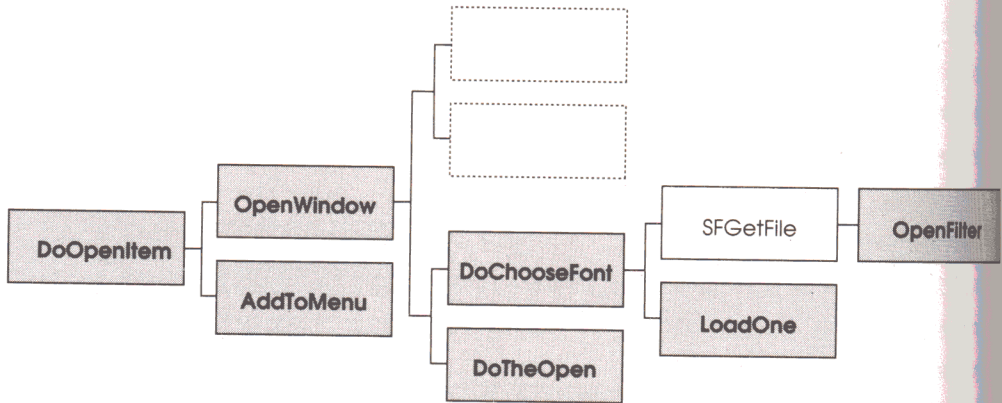 DoOpenItem
OpenWindow
AddToMenu
DoChooseFont
DoTheOpen
SFGetFile
LoadOne
OpenFilter